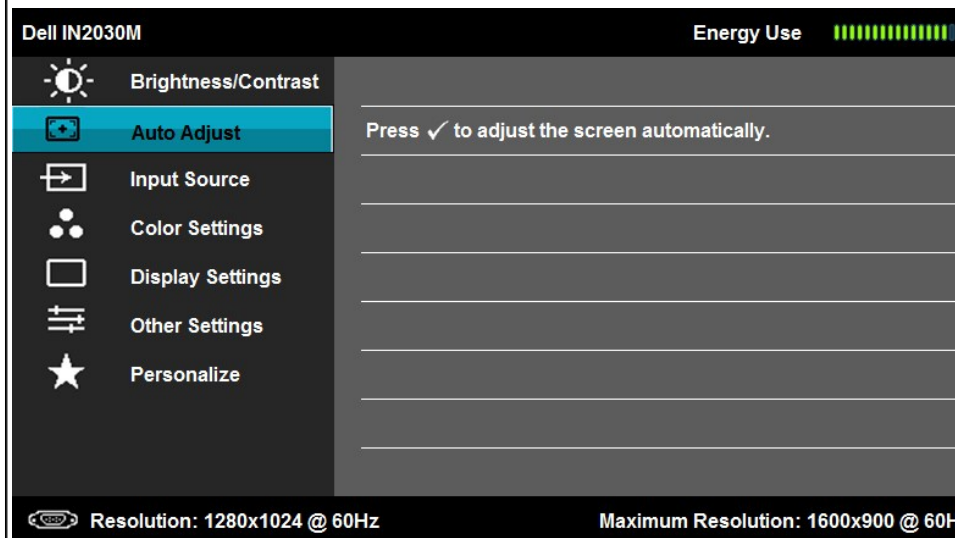 Dell IN2030M Energy Use
Brightness/Contrast
Auto Adjust Press ✓ to adjust the screen automatically.
Input Source
Color Settings
Display Settings
Other Settings
Personalize
Resolution: 1280x1024 @ 60Hz Maximum Resolution: 1600x900 @ 60H